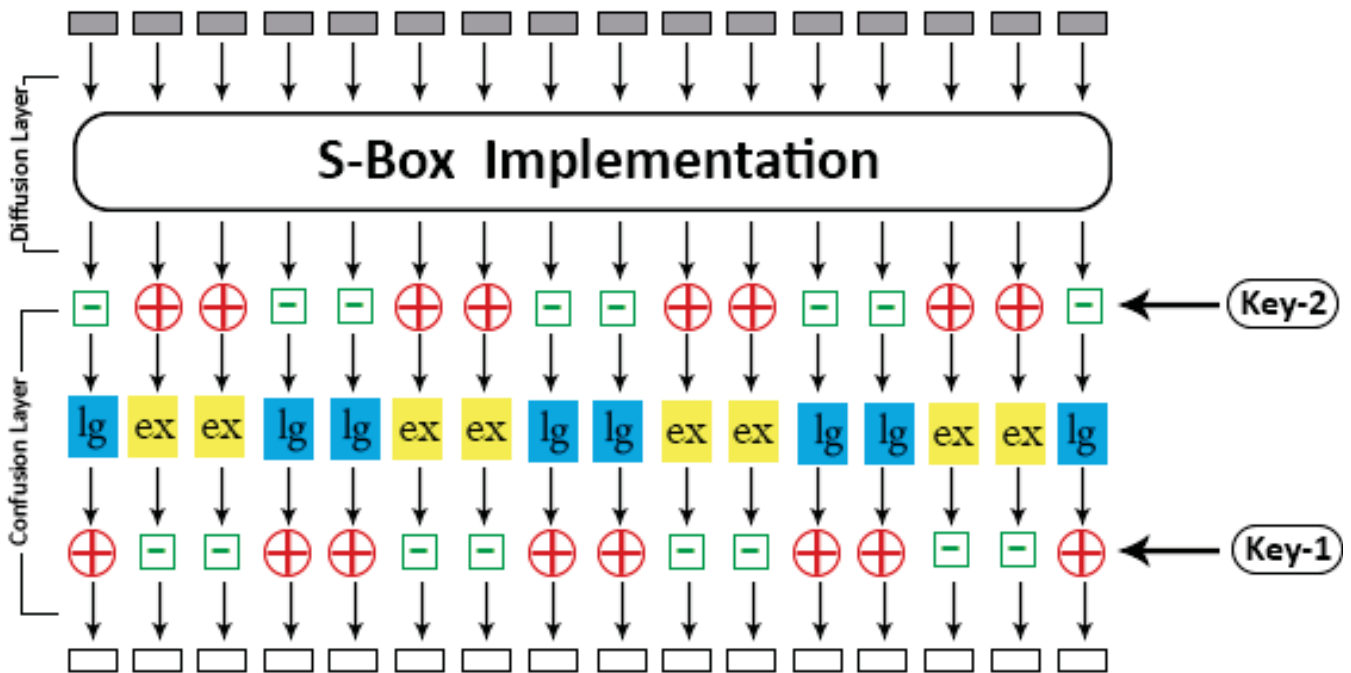 Diffusion Layer
S-Box Implementation
- + + - - + + - - + + - - + + -
Key-2
Confusion Layer
lg ex ex lg lg ex ex lg lg ex ex lg lg ex ex lg
+ - - + + - - + + - - + + - - +
Key-1